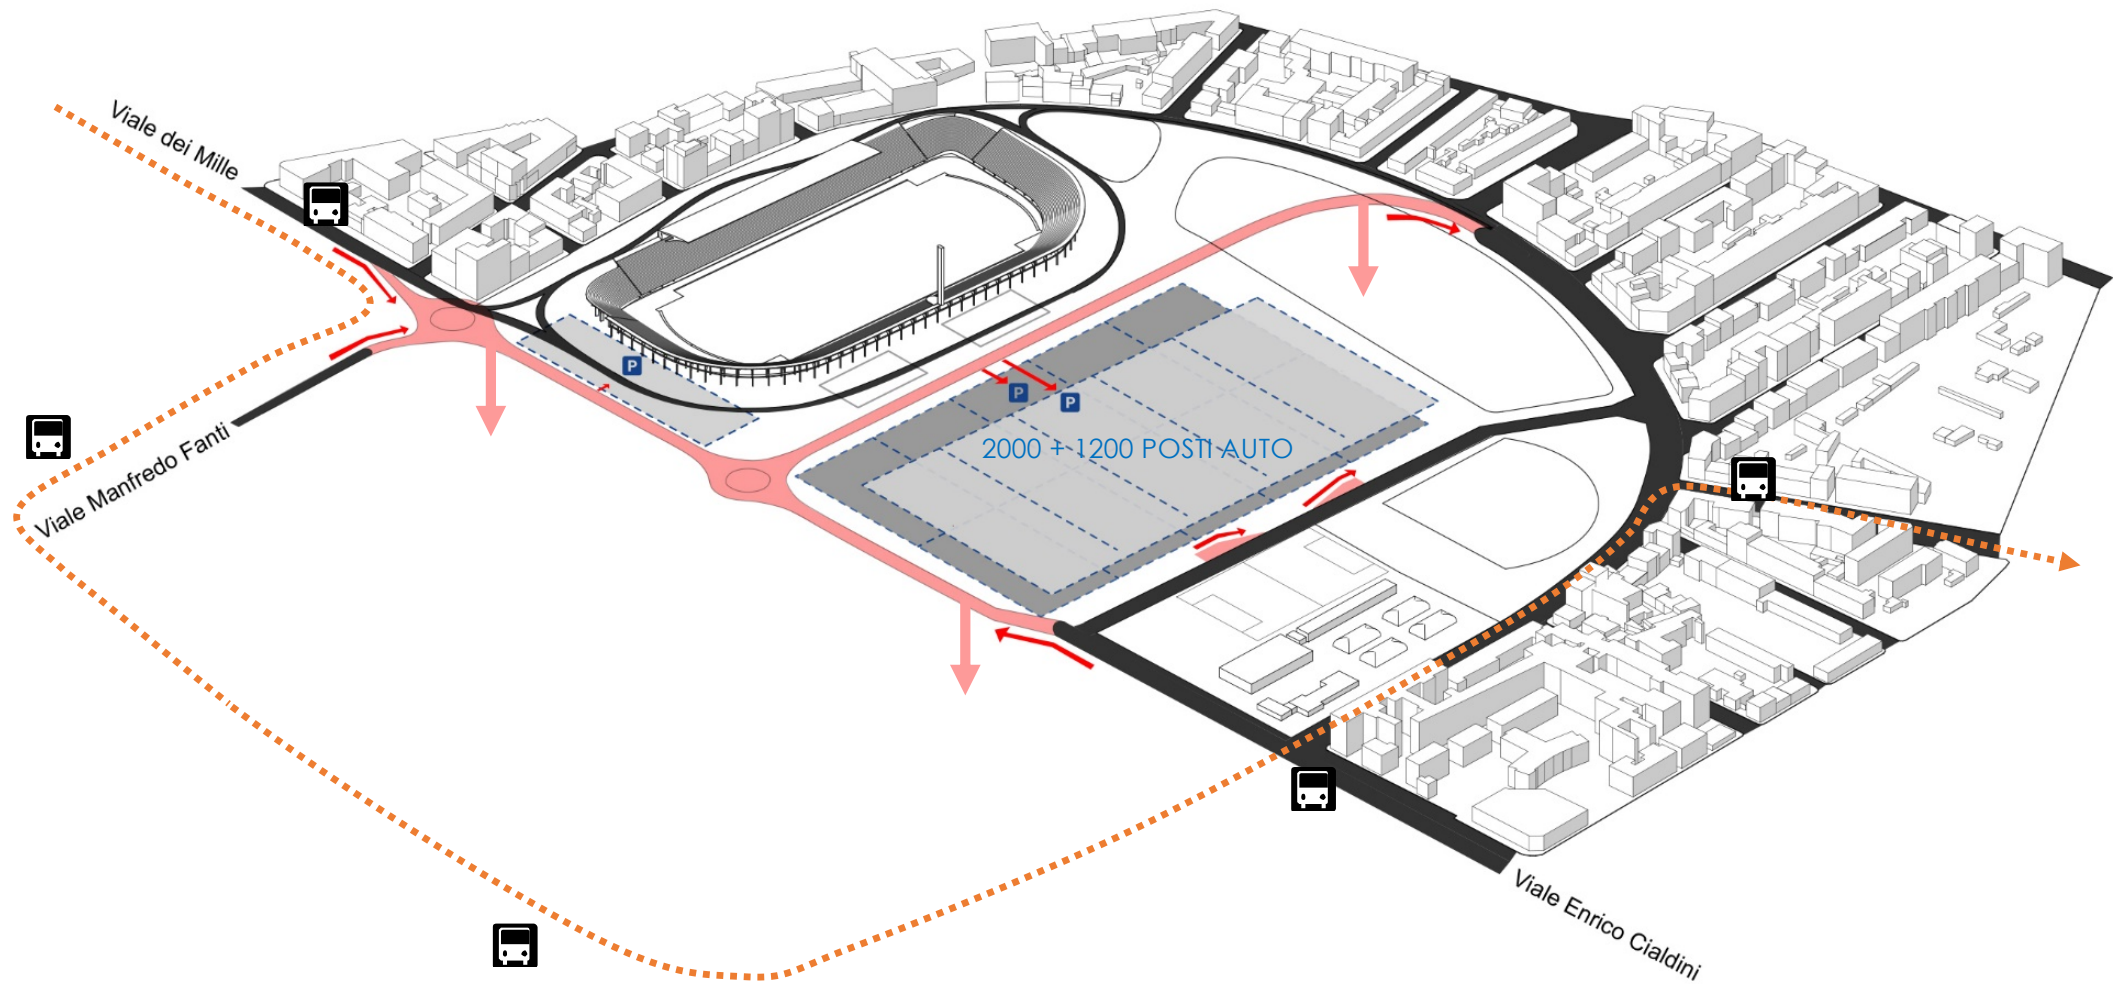 Viale dei Mille
P
P
P
2000 + 1200 POSTI AUTO
Viale Manfredo Fanti
Viale Enrico Cialdini